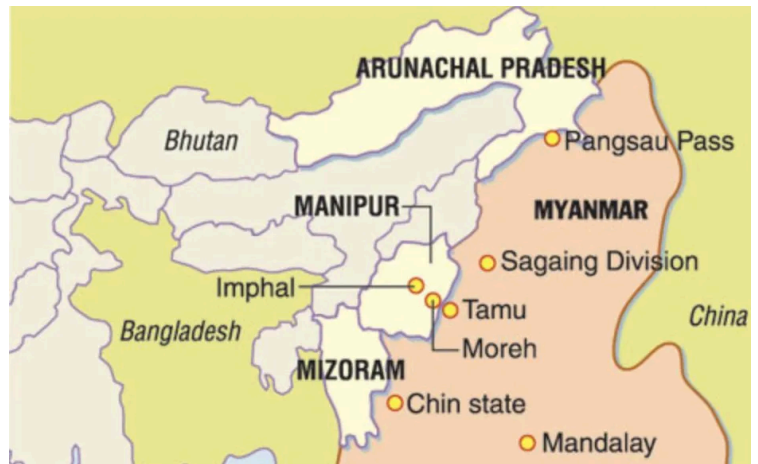 ARUNACHAL PRADESH
Bhutan
Pangsau Pass
MANIPUR
MYANMAR
Sagaing Division
Imphal
Tamu
China
Bangladesh
Moreh
MIZORAM
Chin state
Mandalay